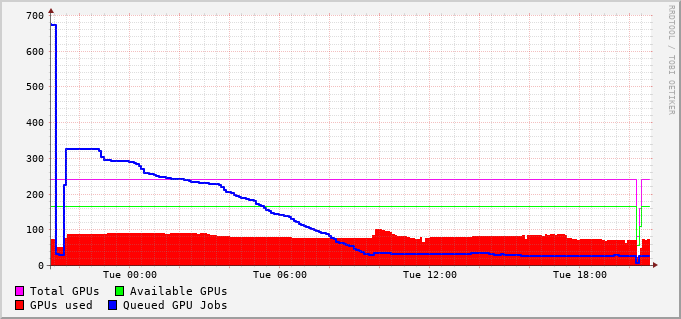 700
600
500
400
300
200
100
0
Tue 00:00 Tue 06:00 Tue 12:00 Tue 18:00
Total GPUs Available GPUs
GPUs used Queued GPU Jobs
RRDTOOL / TOBI OETIKER